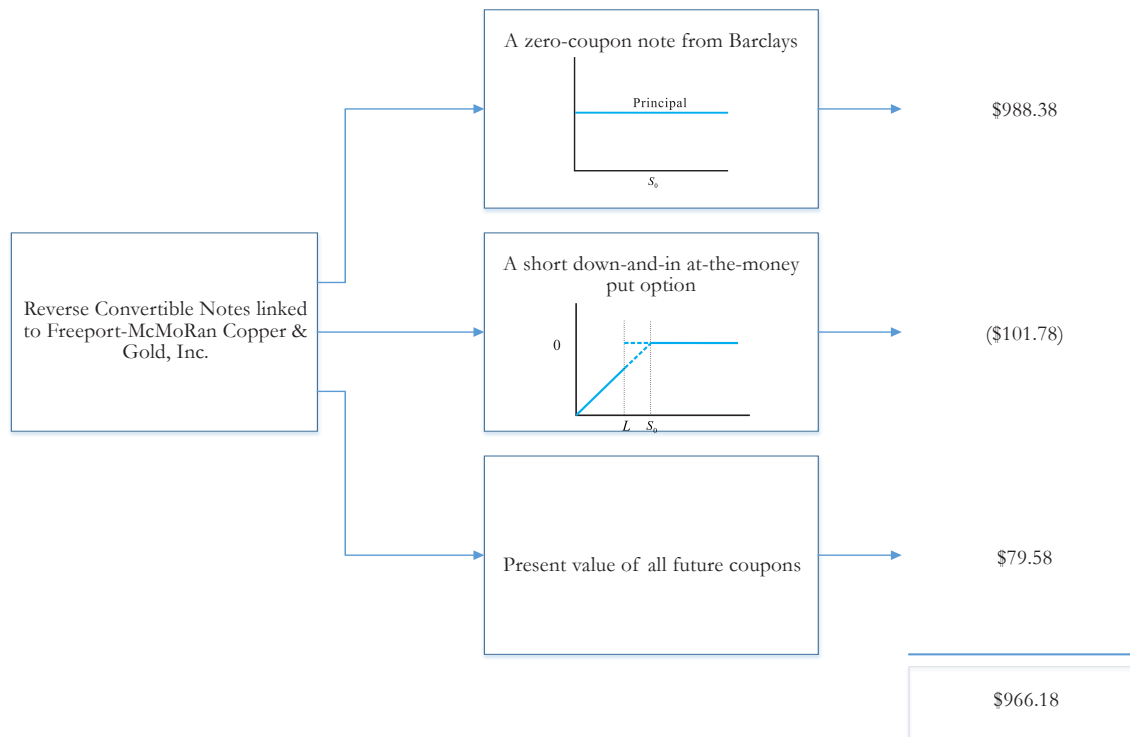 A zero-coupon note from Barclays
Principal
S₀
$988.38
Reverse Convertible Notes linked
to Freeport-McMoRan Copper &
Gold, Inc.
A short down-and-in at-the-money
put option
0
L S₀
($101.78)
Present value of all future coupons
$79.58
$966.18